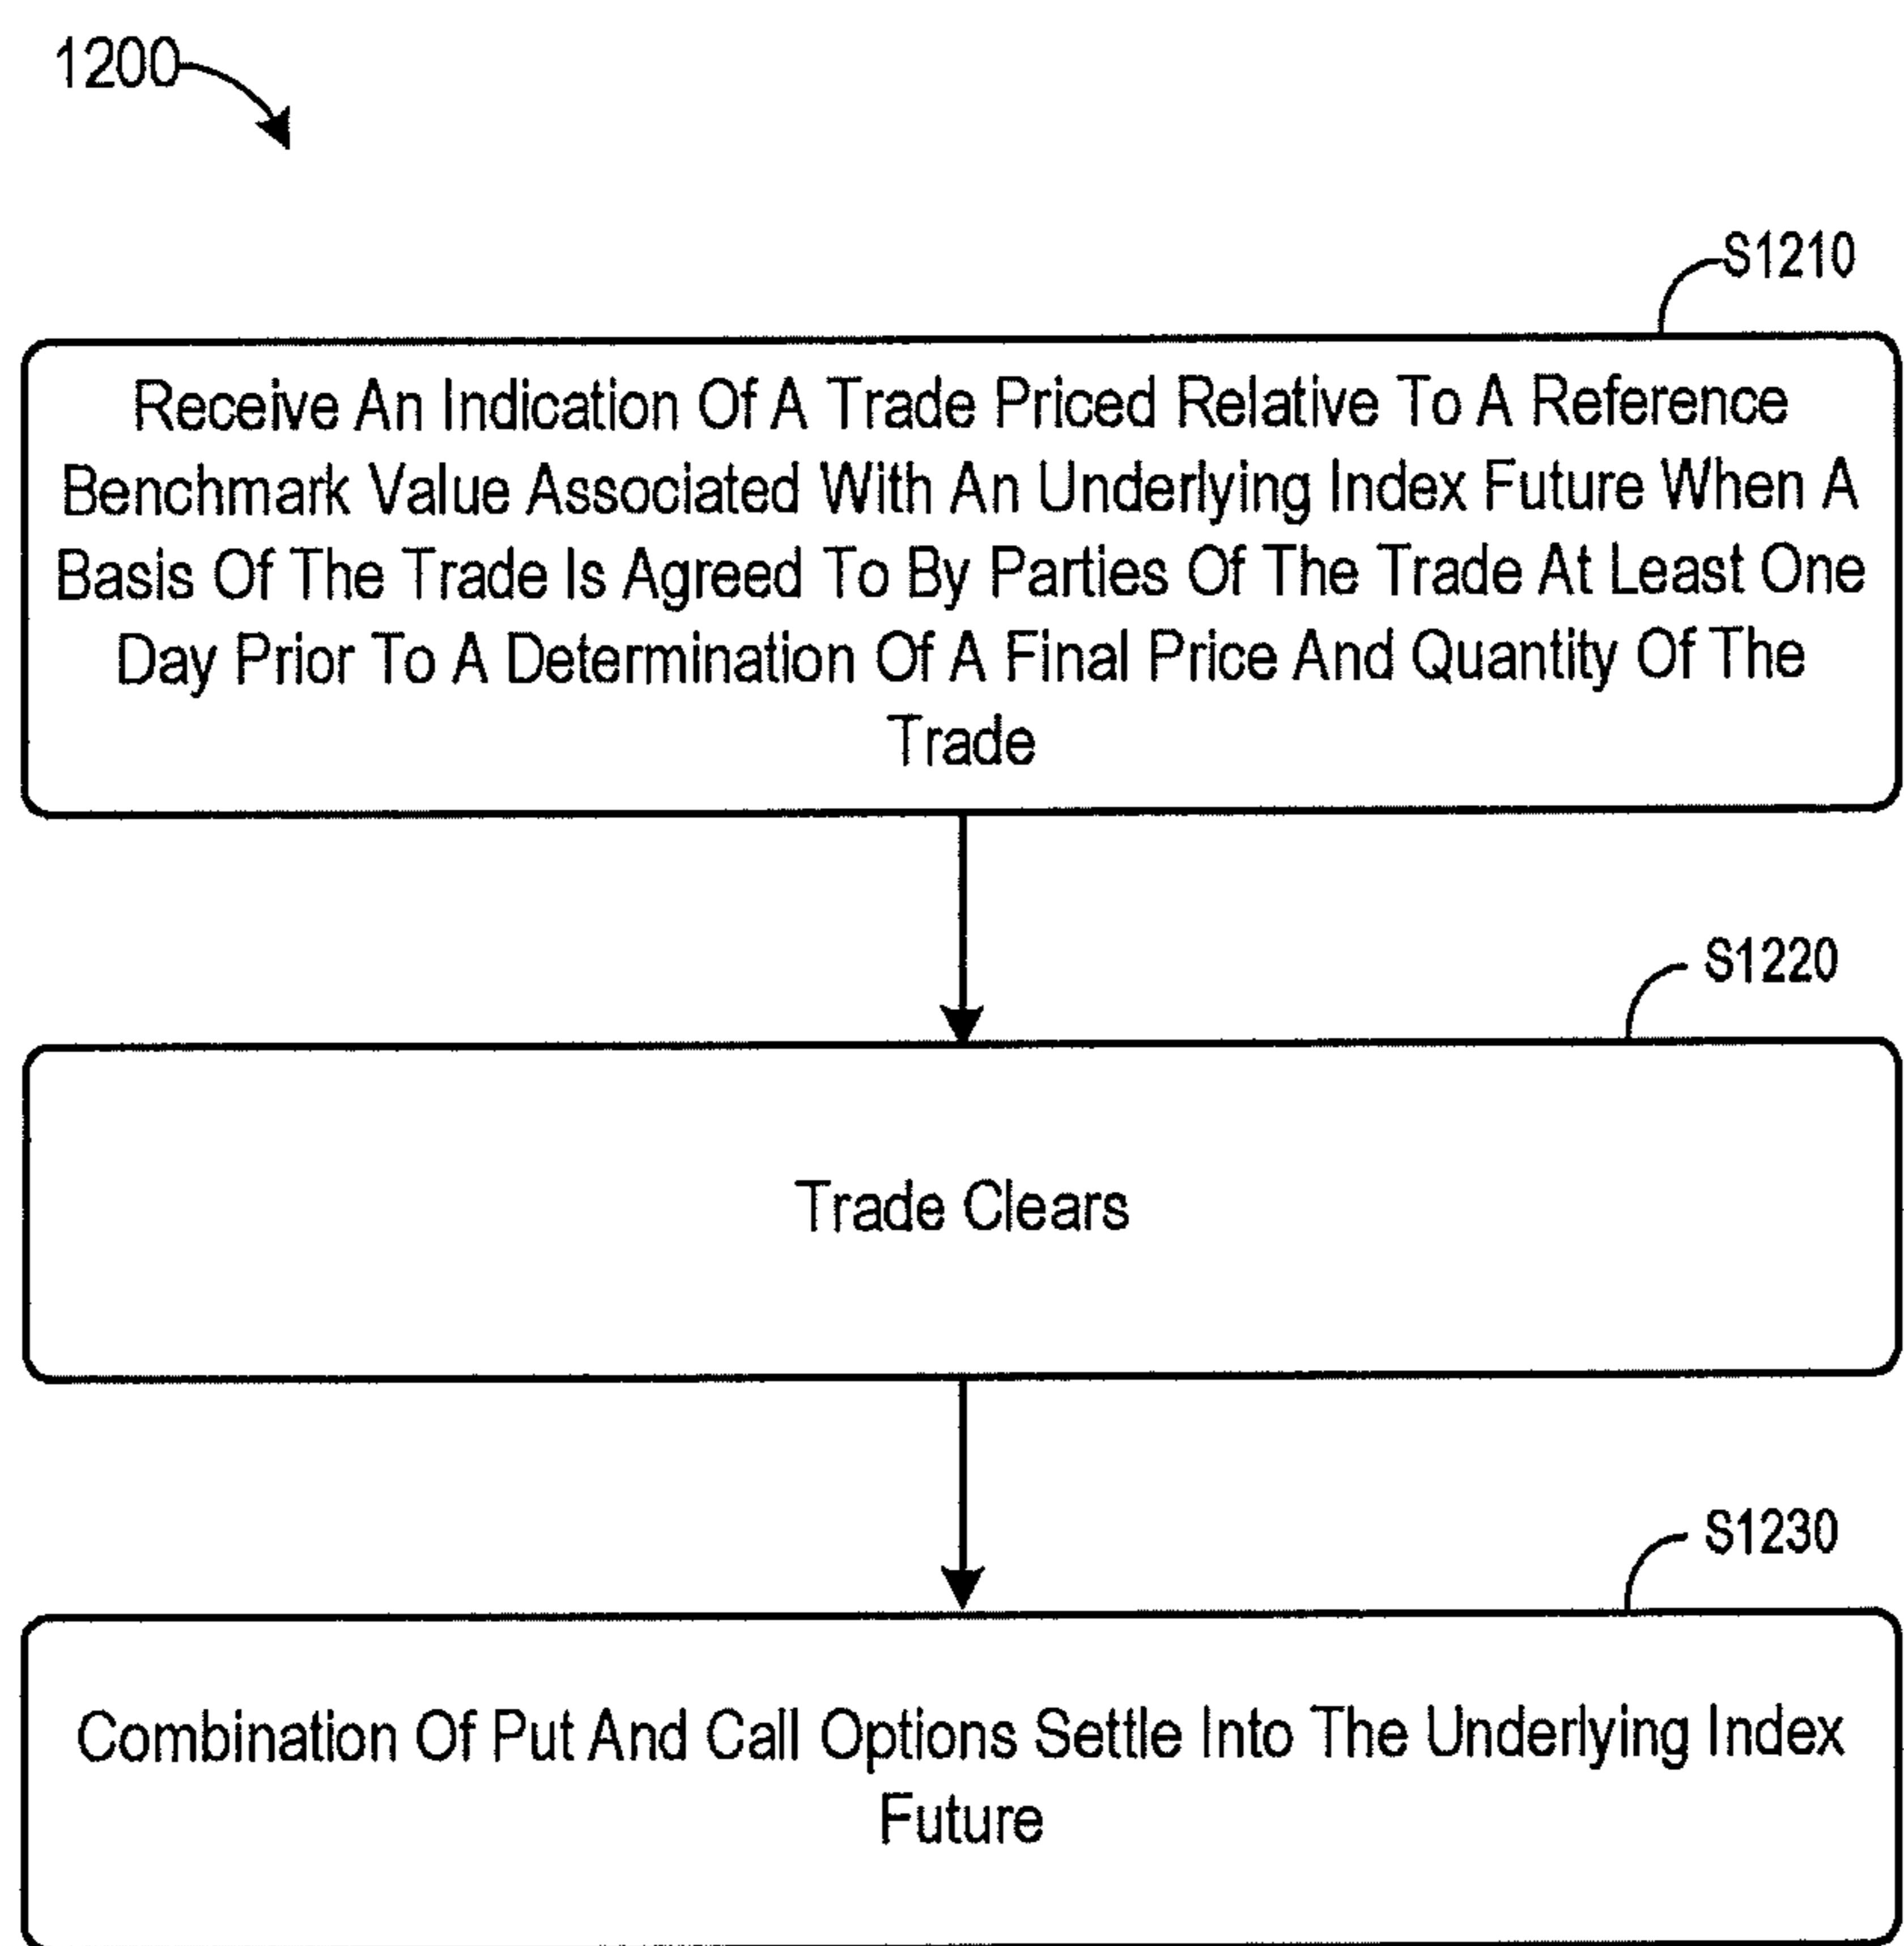 1200
S1210
Receive An Indication Of A Trade Priced Relative To A Reference
Benchmark Value Associated With An Underlying Index Future When A
Basis Of The Trade Is Agreed To By Parties Of The Trade At Least One
Day Prior To A Determination Of A Final Price And Quantity Of The
Trade
S1220
Trade Clears
S1230
Combination Of Put And Call Options Settle Into The Underlying Index
Future